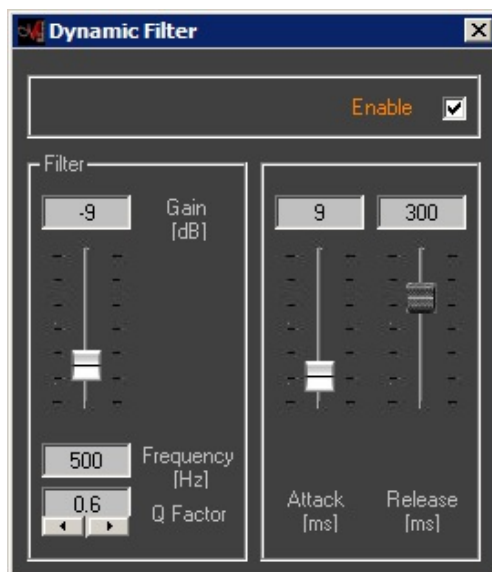 Dynamic Filter
Enable
Filter
-9
Gain
[dB]
500
Frequency
[Hz]
0.6
Q Factor
9
300
Attack
[ms]
Release
[ms]